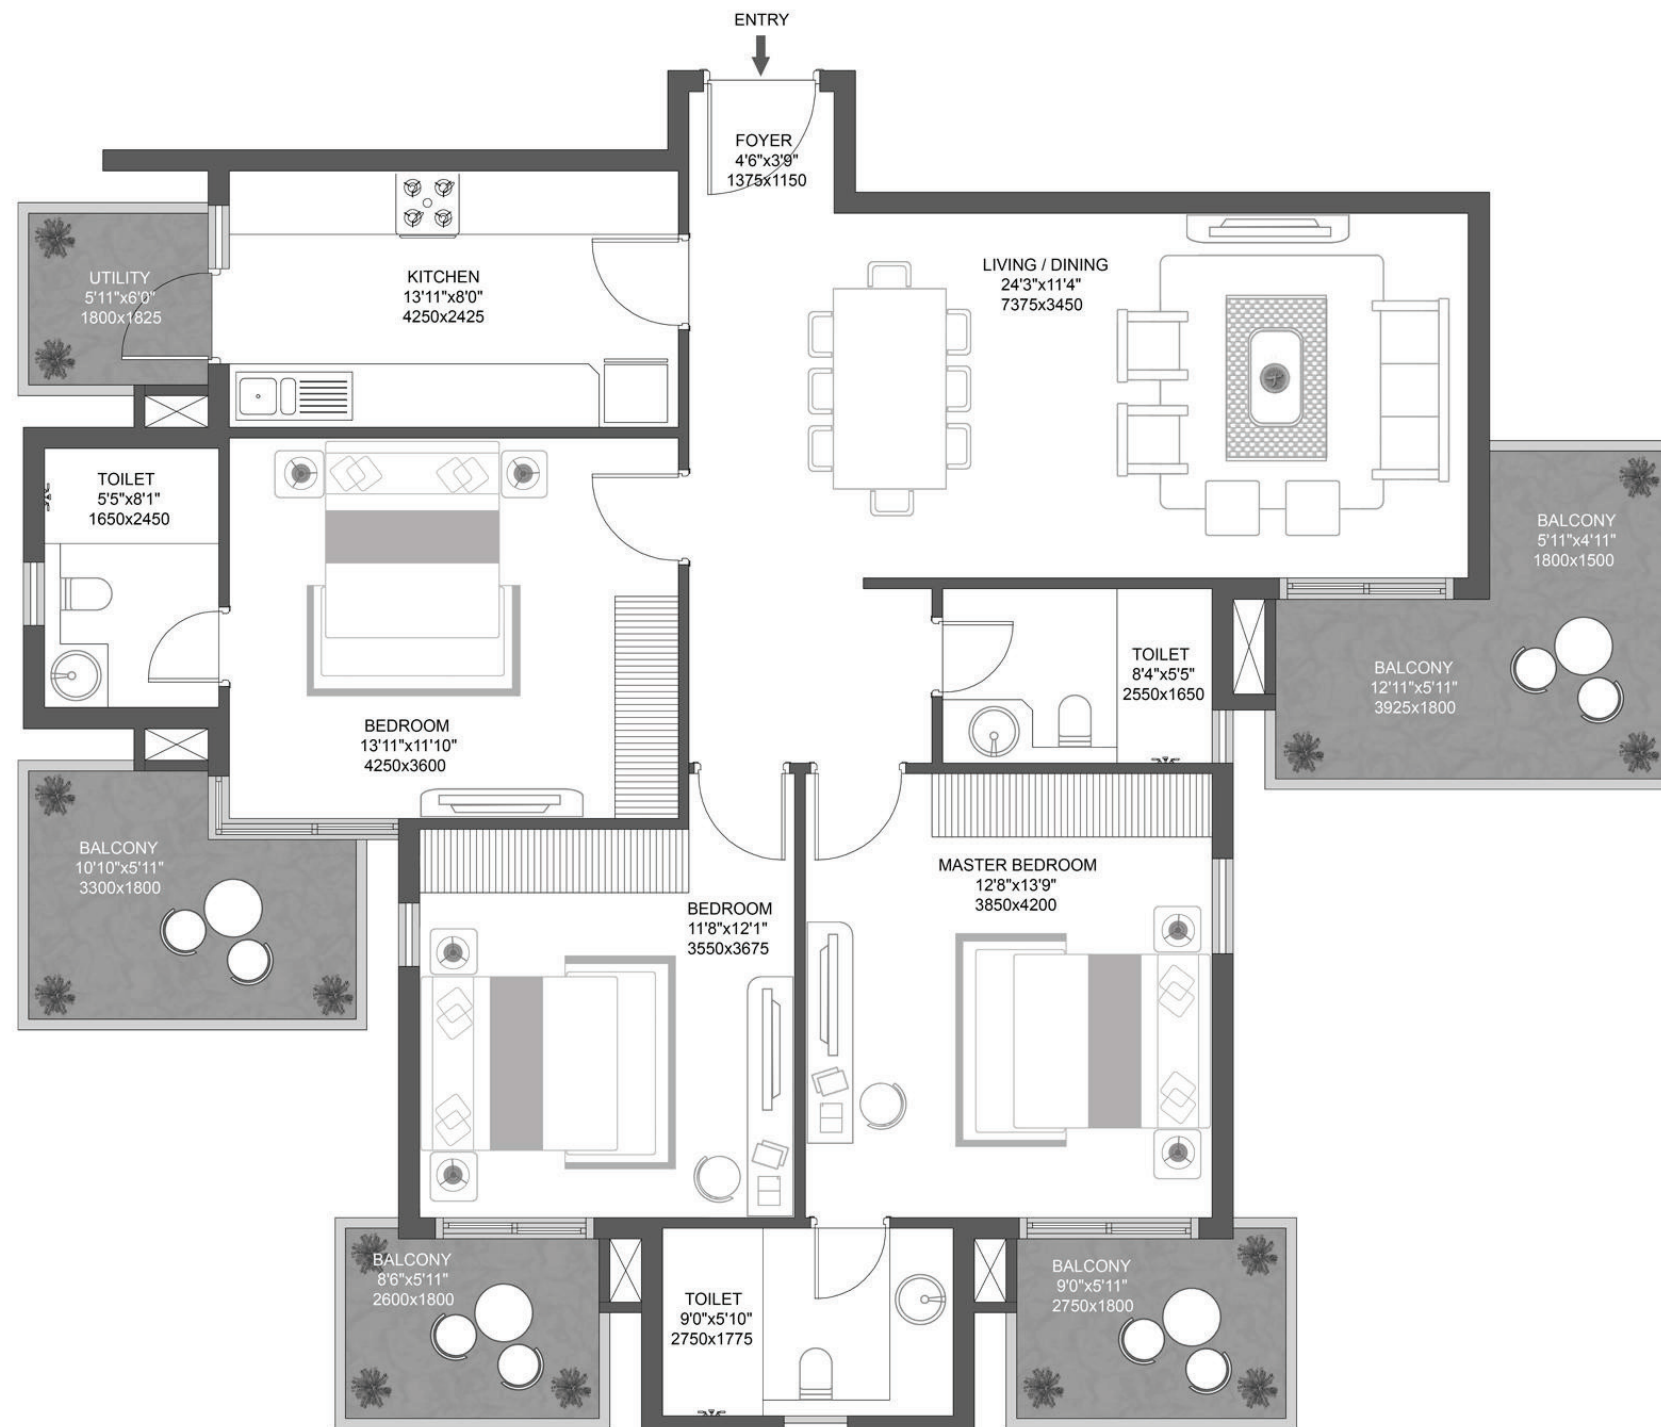 ENTRY
FOYER
4'6"x3'9"
1375x1150
UTILITY
5'11"x6'0"
1800x1825
KITCHEN
13'11"x8'0"
4250x2425
LIVING / DINING
24'3"x11'4"
7375x3450
TOILET
5'5"x8'1"
1650x2450
BALCONY
5'11"x4'11"
1800x1500
BEDROOM
13'11"x11'10"
4250x3600
TOILET
8'4"x5'5"
2550x1650
BALCONY
12'11"x5'11"
3925x1800
BALCONY
10'10"x5'11"
3300x1800
BEDROOM
11'8"x12'1"
3550x3675
MASTER BEDROOM
12'8"x13'9"
3850x4200
BALCONY
8'6"x5'11"
2600x1800
TOILET
9'0"x5'10"
2750x1775
BALCONY
9'0"x5'11
2750x1800